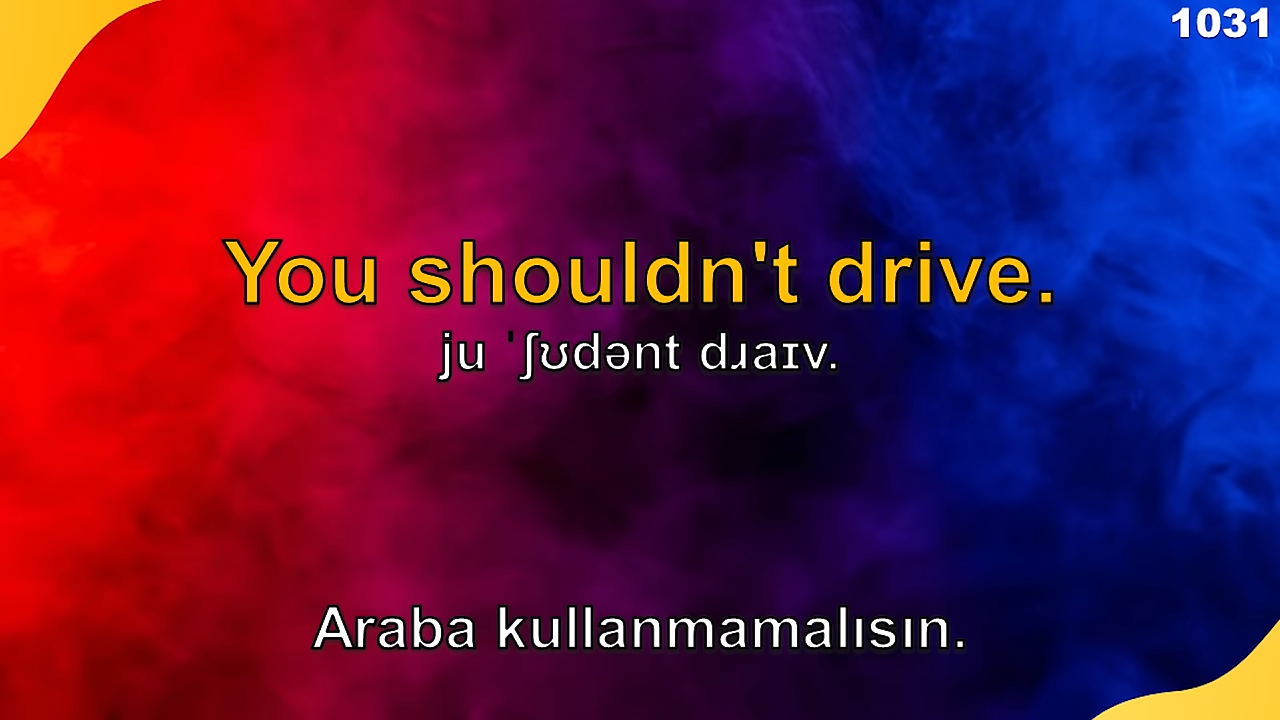 1031
You shouldn't drive.
ju ˈʃʊdənt dɹaɪv.
Araba kullanmamalısın.